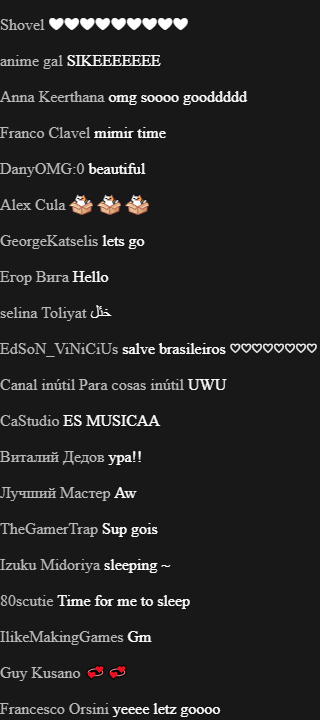 Shovel 🤍🤍🤍🤍🤍🤍🤍🤍🤍
anime gal SIKEEEEEEE
Anna Keerthana omg soooo gooddddd
Franco Clavel mimir time
DanyOMG:0 beautiful
Alex Cula
GeorgeKatselis lets go
Егор Вига Hello
selina Toliyat
EdSoN_ViNiCiUs salve brasileiros ♡♡♡♡♡♡♡♡
Canal inútil Para cosas inútil UWU
CaStudio ES MUSICAA
Виталий Дедов ура!!
Лучший Мастер Aw
TheGamerTrap Sup gois
Izuku Midoriya sleeping ~
80scutie Time for me to sleep
IlikeMakingGames Gm
Guy Kusano 💞 💞
Francesco Orsini yeeee letz goooo